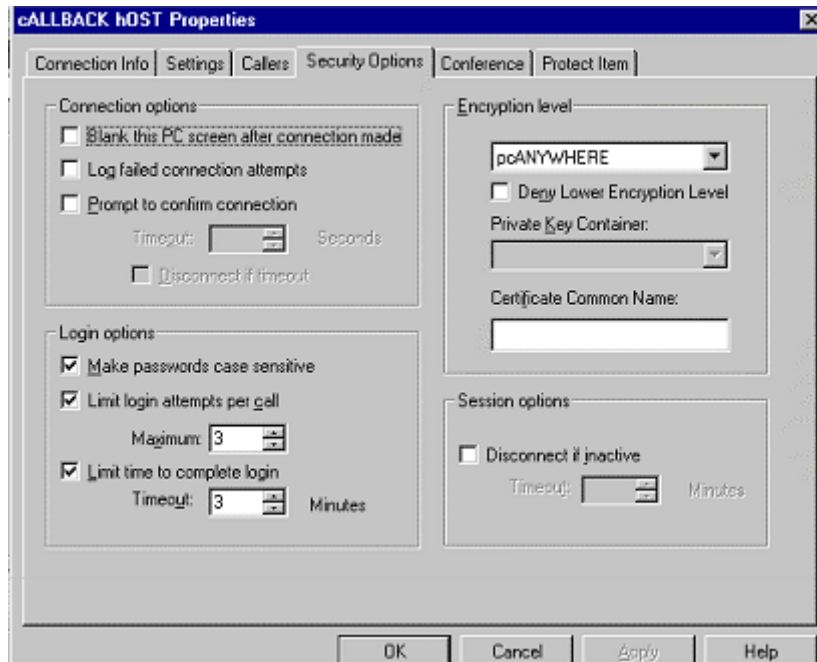 cALLBACK hOST Properties
Connection Info Settings Callers Security Options Conference Protect Item
Connection options
Blank this PC screen after connection made
Log failed connection attempts
Prompt to confirm connection
Timeout: Seconds
Disconnect if timeout
Login options
Make passwords case sensitive
Limit login attempts per call
Maximum: 3
Limit time to complete login
Timeout: 3 Minutes
Encryption level
pcANYWHERE
Deny Lower Encryption Level
Private Key Container:
Certificate Common Name:
Session options
Disconnect if inactive
Timeout: Minutes
OK Cancel Apply Help